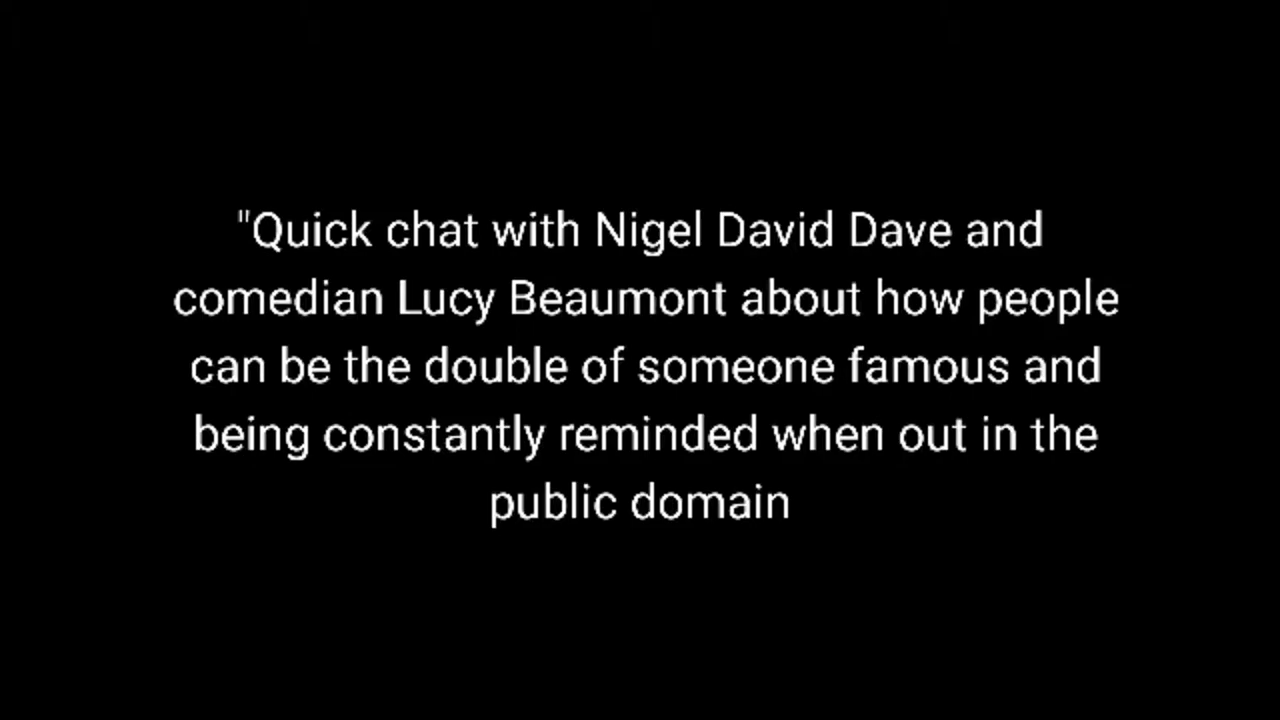 "Quick chat with Nigel David Dave and
comedian Lucy Beaumont about how people
can be the double of someone famous and
being constantly reminded when out in the
public domain